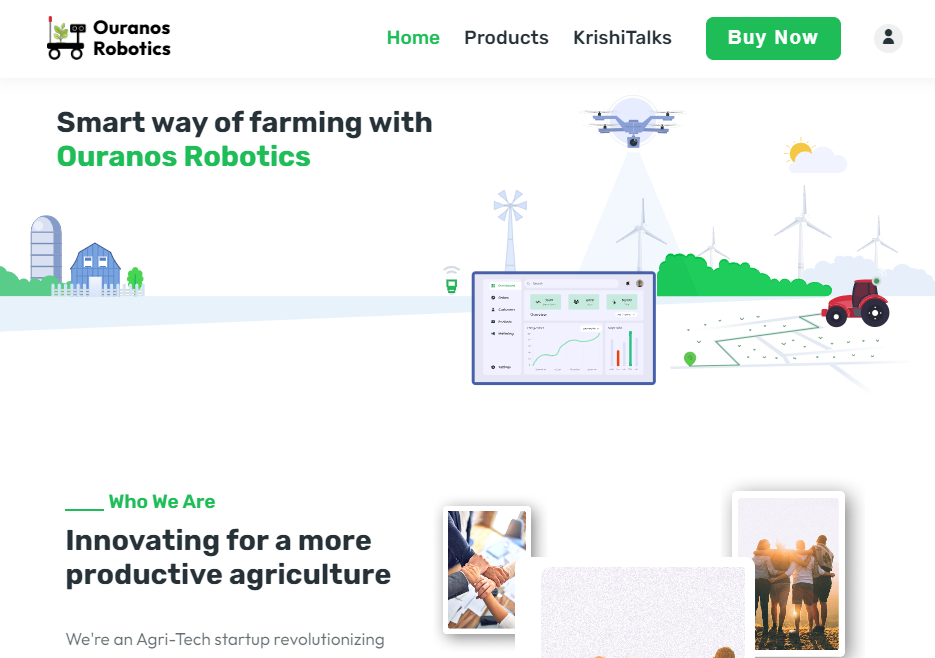 Ouranos
Robotics
Home
Products
KrishiTalks
Buy Now
Smart way of farming with
Ouranos Robotics
Who We Are
Innovating for a more
productive agriculture
We're an Agri-Tech startup revolutionizing